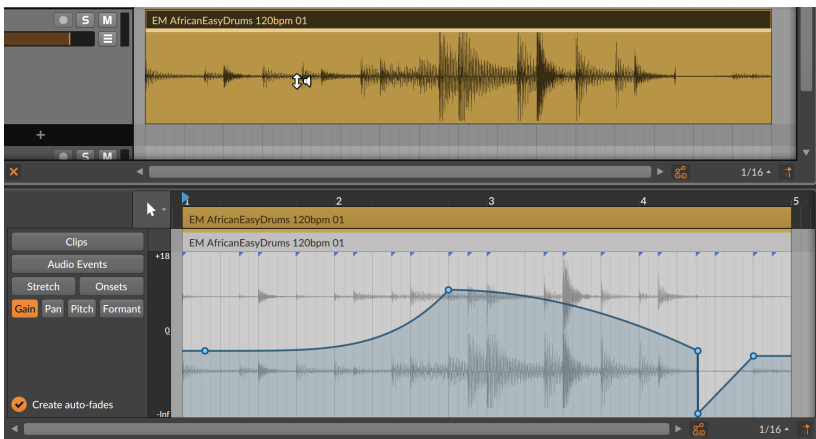 S M
EM AfricanEasyDrums 120bpm 01
+
S M
1/16
1 2 3 4 5
EM AfricanEasyDrums 120bpm 01
Clips
EM AfricanEasyDrums 120bpm 01
Audio Events
+18
Stretch Onsets
Gain Pan Pitch Formant
0
Create auto-fades
-Inf
1/16